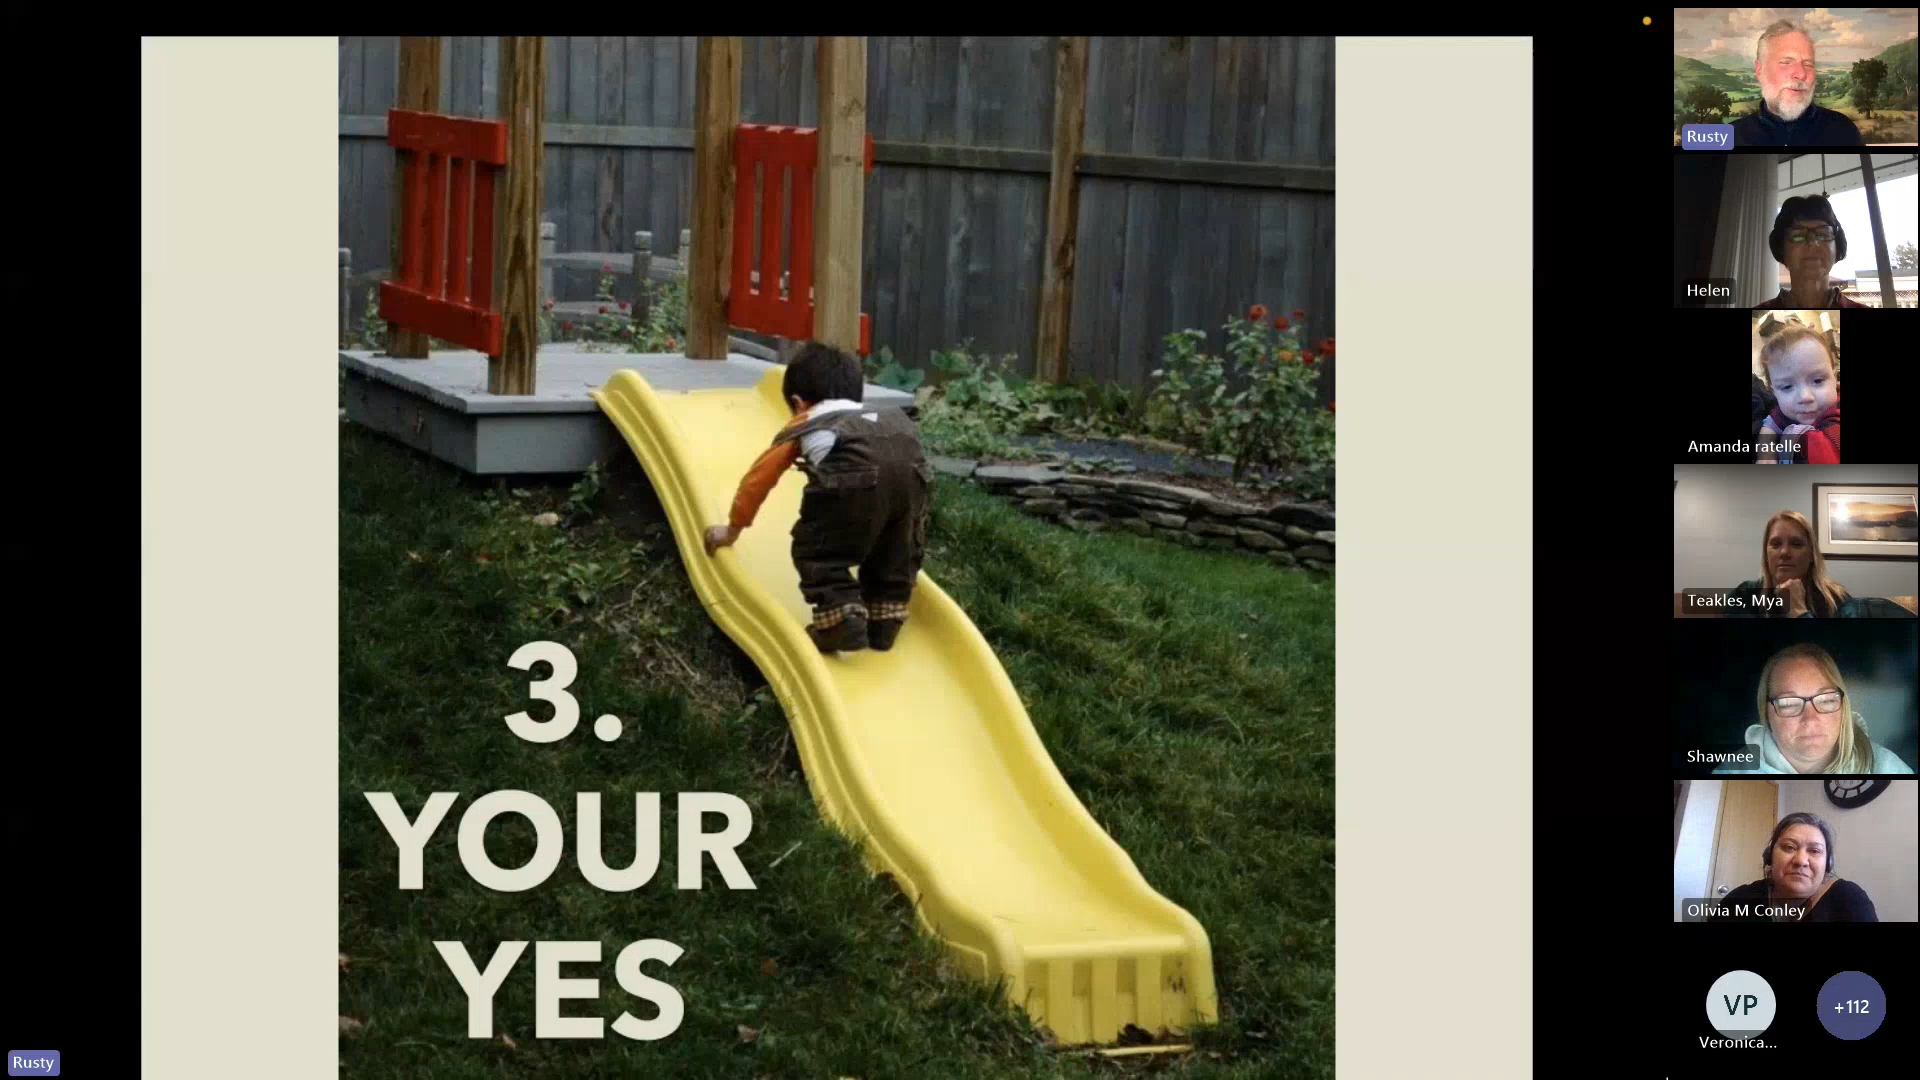 3.
YOUR
YES
Rusty
Rusty
Helen
Amanda ratelle
Teakles, Mya
Shawnee
Olivia M Conley
VP
Veronica...
+112